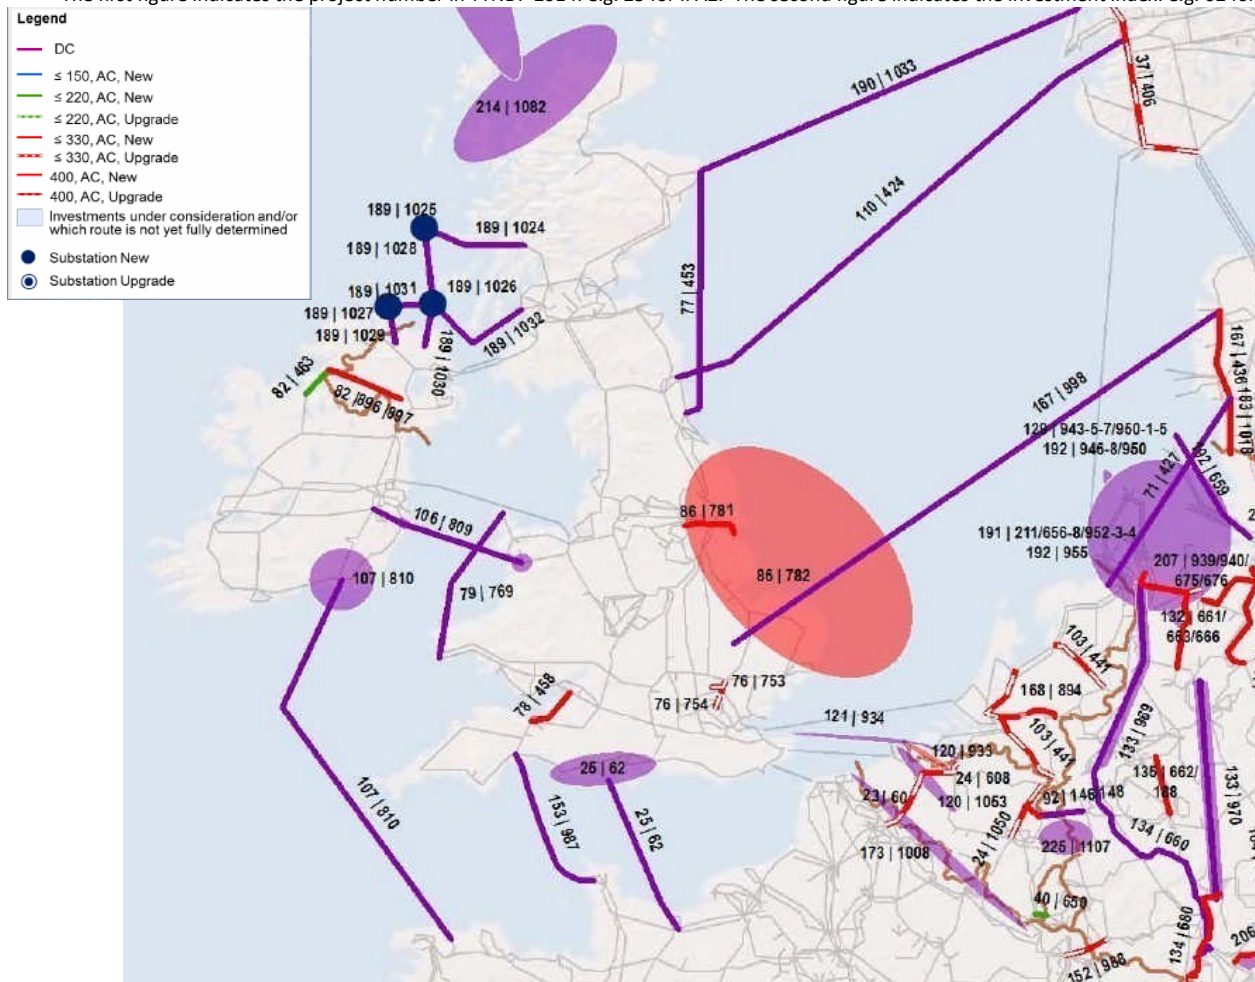 Legend
DC
≤ 150, AC, New
≤ 220, AC, New
≤ 220, AC, Upgrade
≤ 330, AC, New
≤ 330, AC, Upgrade
400, AC, New
400, AC, Upgrade
Investments under consideration and/or
which route is not yet fully determined
Substation New
Substation Upgrade
214 | 1082
190 | 1033
37 | 406
110 | 424
77 | 453
189 | 1025
189 | 1024
189 | 1028
189 | 1031
189 | 1026
189 | 1027
189 | 1029
189 | 1030
189 | 1032
82 | 463
82 | 896 | 897
167 | 998
167 | 436
183 | 1018
128 | 943-5-7/950-1-5
192 | 946-8/950
71 | 427
192 | 659
106 | 809
86 | 781
86 | 782
191 | 211/656-8/952-3-4
192 | 955
107 | 810
79 | 769
207 | 939/940/
675/676
132 | 661/
663/666
103 | 441
168 | 894
76 | 753
76 | 754
78 | 458
121 | 934
103 | 441
133 | 969
120 | 933
24 | 608
25 | 62
23 | 60
120 | 1053
92 | 146
148
135 | 662/
188
133 | 970
107 | 810
153 | 987
25 | 62
173 | 1008
24 | 1050
225 | 1107
134 | 660
40 | 650
134 | 680
152 | 988
206